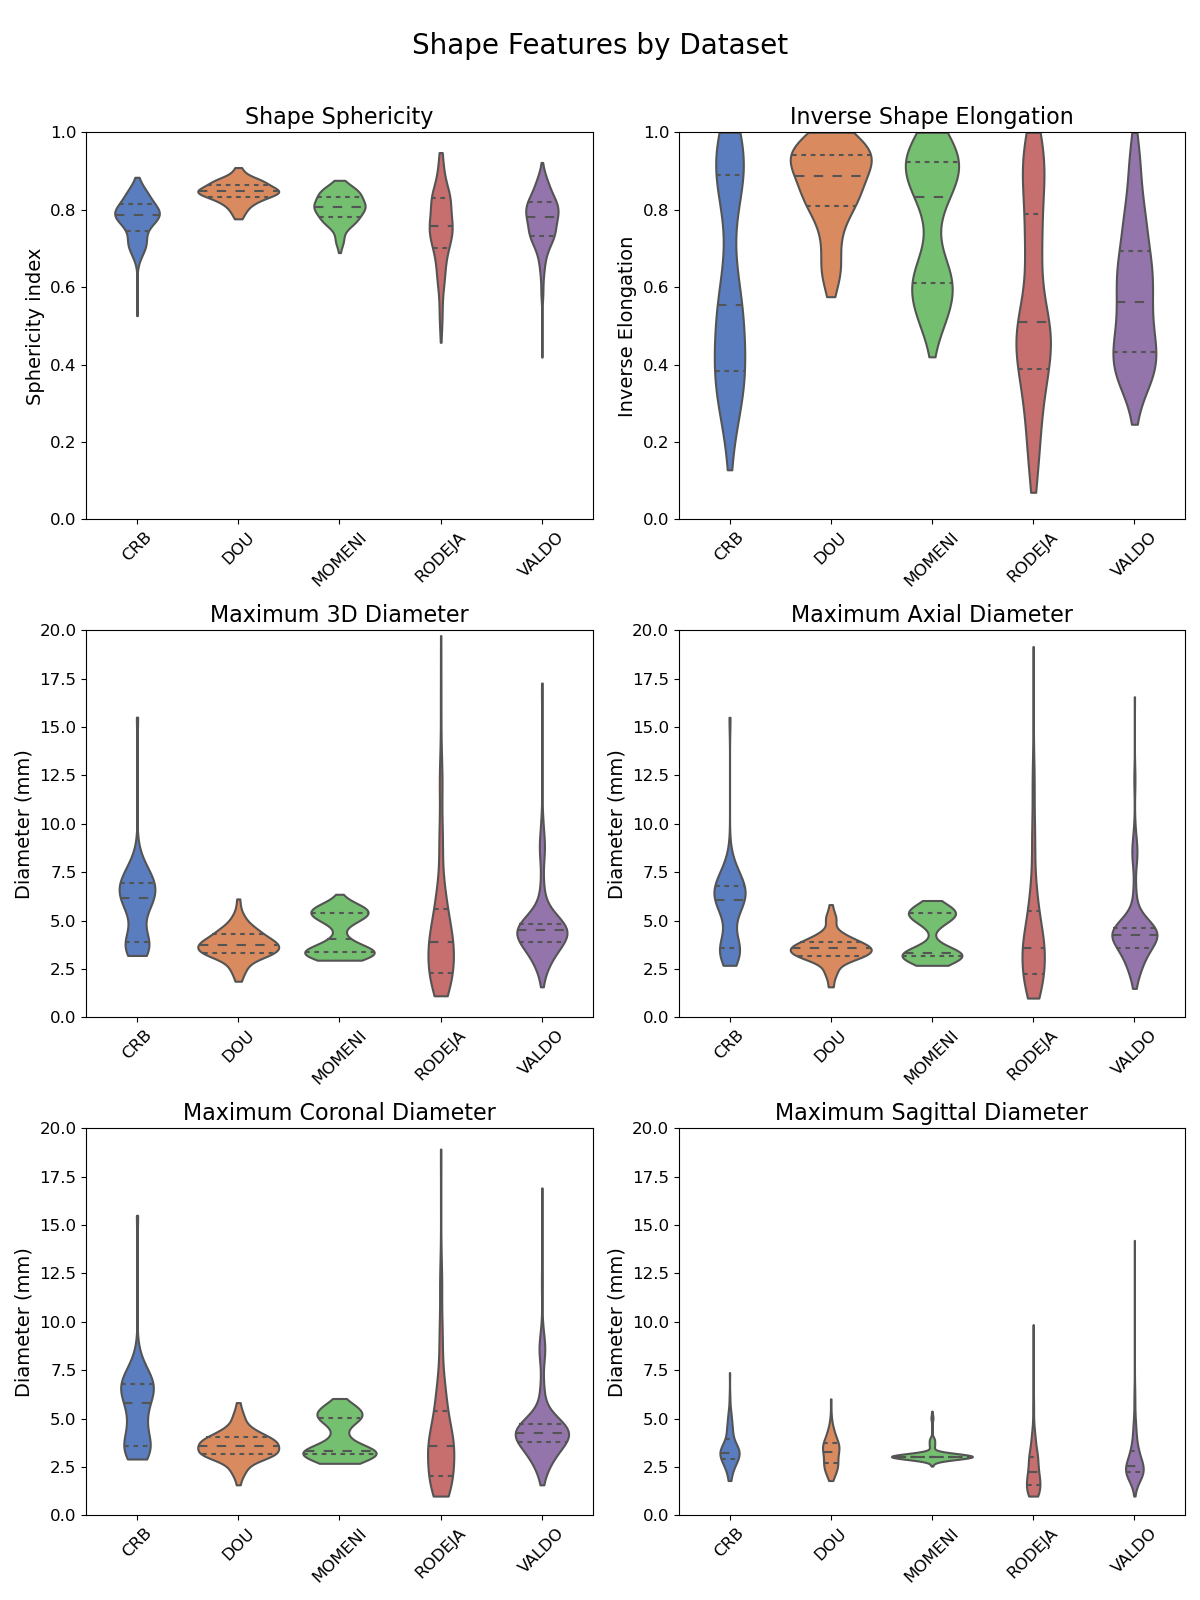 Shape Features by Dataset
Shape Sphericity
Sphericity index
1.0
0.8
0.6
0.4
0.2
0.0
CRB
DOU
MOMENI
RODEJA
VALDO
Inverse Shape Elongation
Inverse Elongation
1.0
0.8
0.6
0.4
0.2
0.0
CRB
DOU
MOMENI
RODEJA
VALDO
Maximum 3D Diameter
Diameter (mm)
20.0
17.5
15.0
12.5
10.0
7.5
5.0
2.5
0.0
CRB
DOU
MOMENI
RODEJA
VALDO
Maximum Axial Diameter
Diameter (mm)
20.0
17.5
15.0
12.5
10.0
7.5
5.0
2.5
0.0
CRB
DOU
MOMENI
RODEJA
VALDO
Maximum Coronal Diameter
Diameter (mm)
20.0
17.5
15.0
12.5
10.0
7.5
5.0
2.5
0.0
CRB
DOU
MOMENI
RODEJA
VALDO
Maximum Sagittal Diameter
Diameter (mm)
20.0
17.5
15.0
12.5
10.0
7.5
5.0
2.5
0.0
CRB
DOU
MOMENI
RODEJA
VALDO